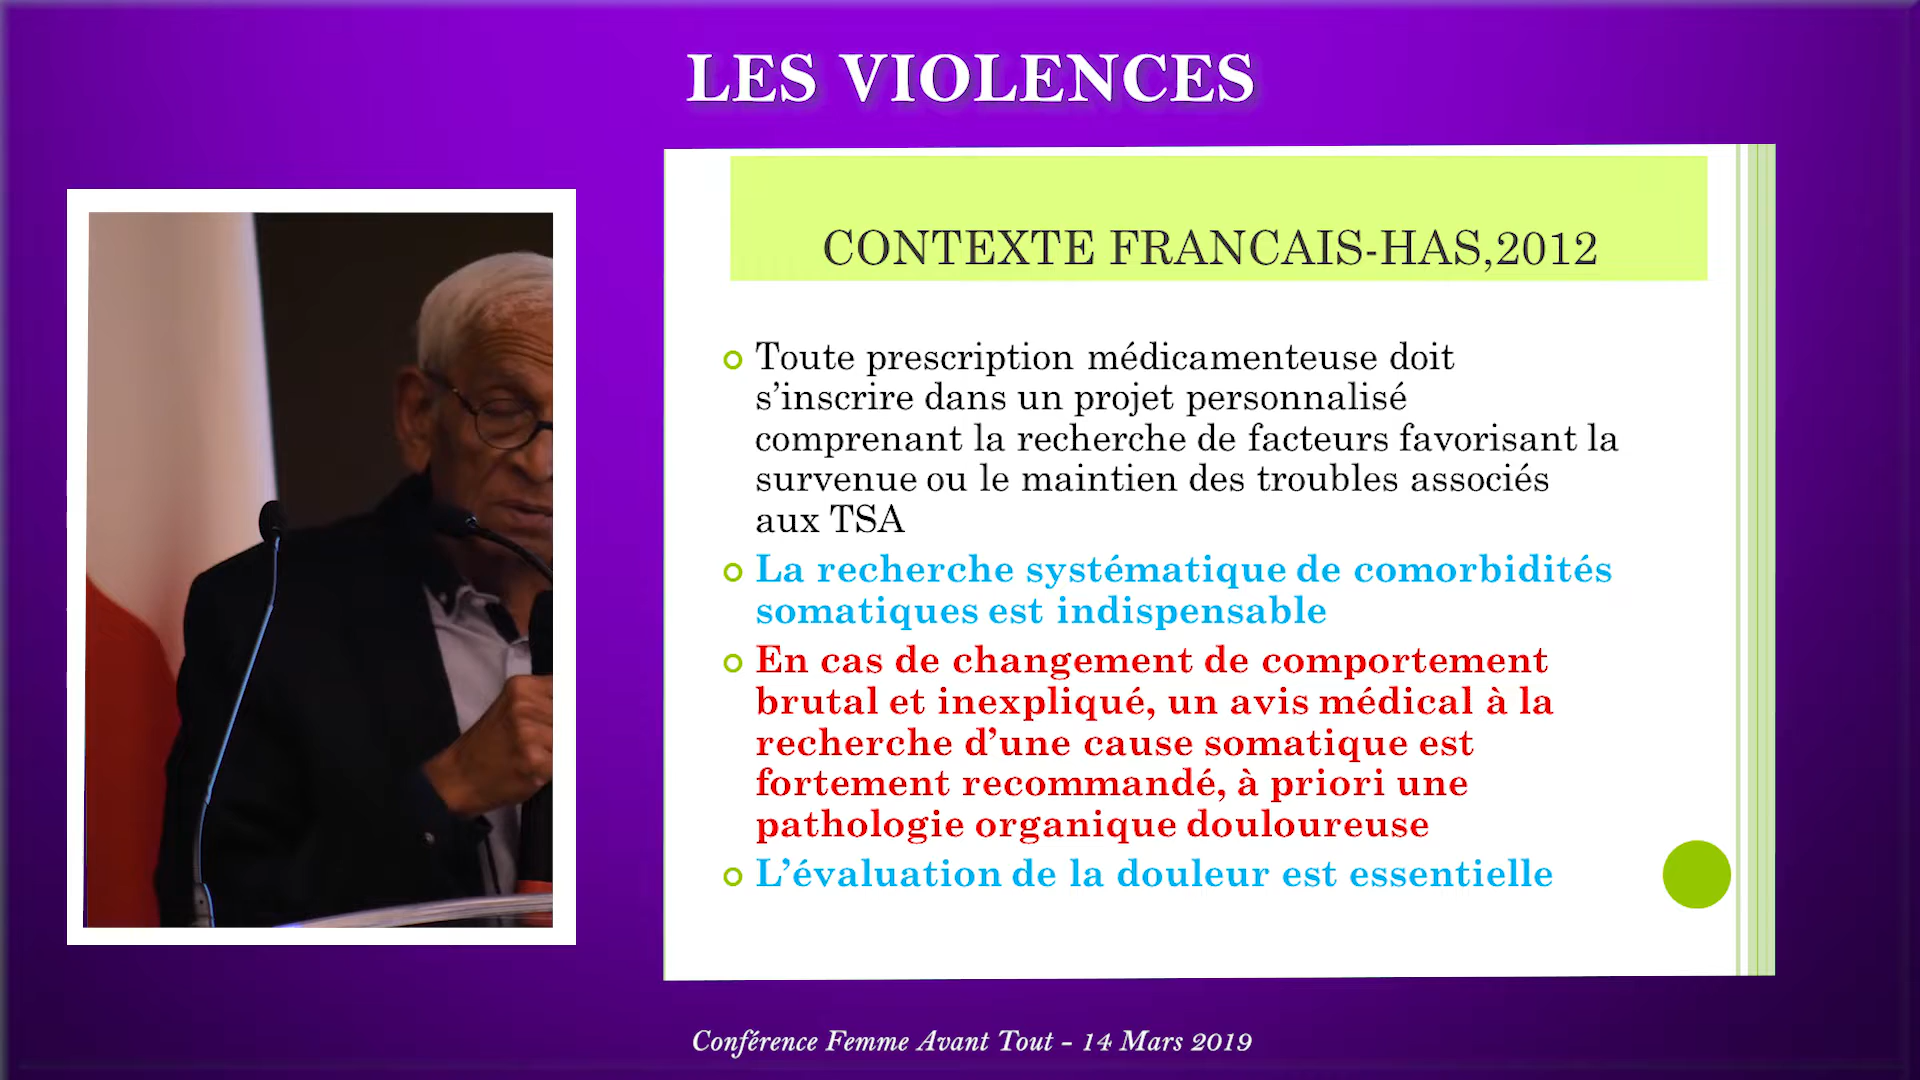 LES VIOLENCES
CONTEXTE FRANCAIS-HAS,2012
Toute prescription médicamenteuse doit
s’inscrire dans un projet personnalisé
comprenant la recherche de facteurs favorisant la
survenue ou le maintien des troubles associés
aux TSA
La recherche systématique de comorbidités
somatiques est indispensable
En cas de changement de comportement
brutal et inexpliqué, un avis médical à la
recherche d’une cause somatique est
fortement recommandé, à priori une
pathologie organique douloureuse
L’évaluation de la douleur est essentielle
Conférence Femme Avant Tout - 14 Mars 2019